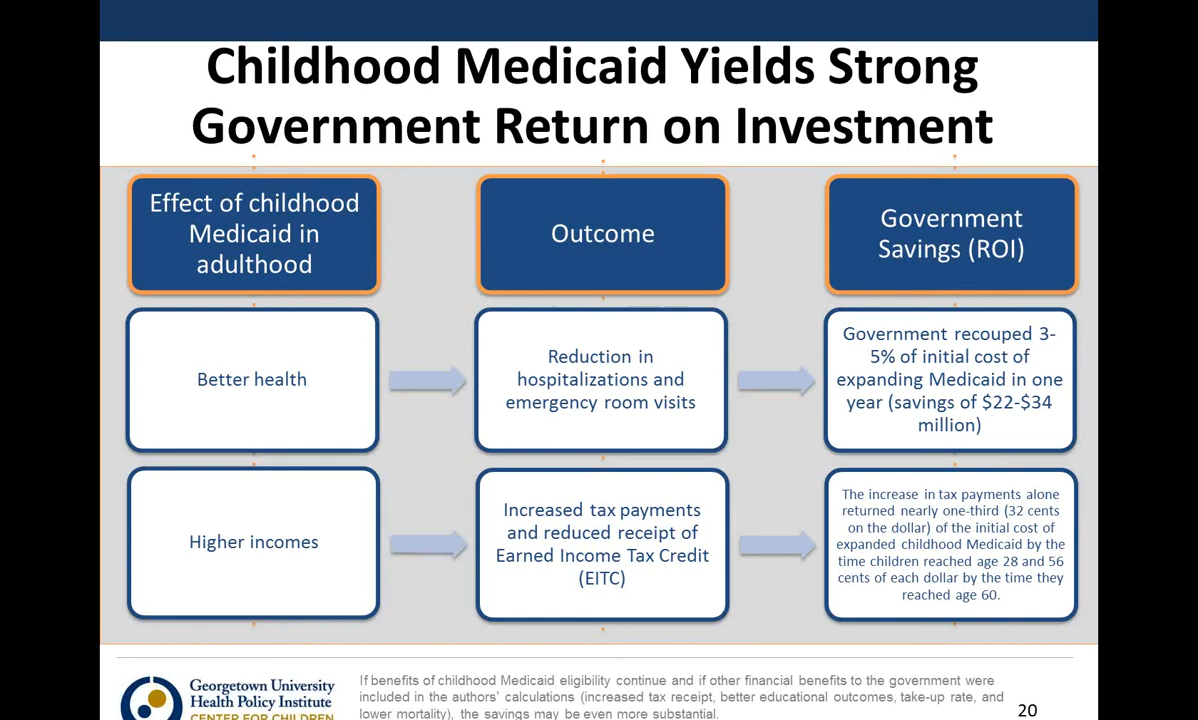 Childhood Medicaid Yields Strong
Government Return on Investment
Effect of childhood
Medicaid in
adulthood
Outcome
Government
Savings (ROI)
Better health
Reduction in
hospitalizations and
emergency room visits
Government recouped 3-
5% of initial cost of
expanding Medicaid in one
year (savings of $22-$34
million)
Higher incomes
Increased tax payments
and reduced receipt of
Earned Income Tax Credit
(EITC)
The increase in tax payments alone
returned nearly one-third (32 cents
on the dollar) of the initial cost of
expanded childhood Medicaid by the
time children reached age 28 and 56
cents of each dollar by the time they
reached age 60.
Georgetown University
Health Policy Institute
CENTER FOR CHILDREN
If benefits of childhood Medicaid eligibility continue and if other financial benefits to the government were
included in the authors' calculations (increased tax receipt, better educational outcomes, take-up rate, and
lower mortality), the savings may be even more substantial.
20